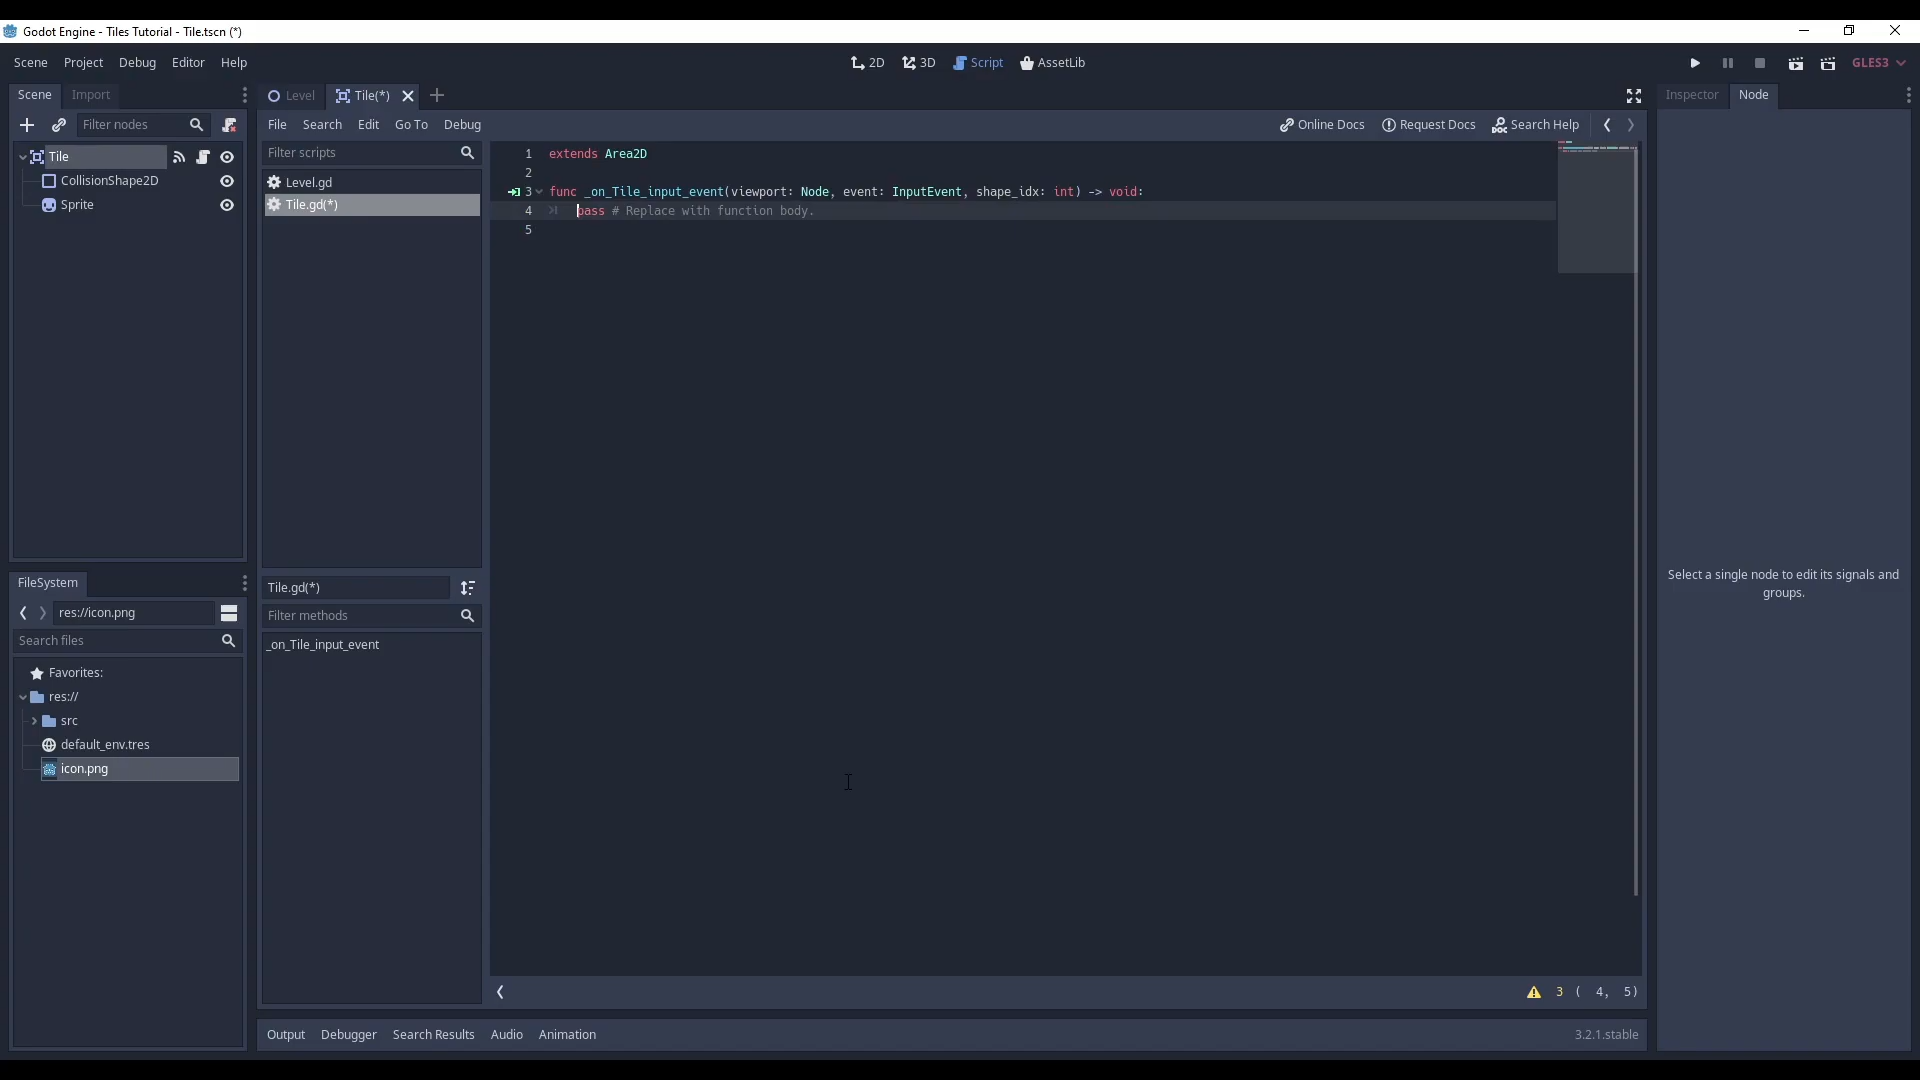 Godot Engine - Tiles Tutorial - Tile.tscn (*)
Scene Project Debug Editor Help
2D 3D Script AssetLib
GLES3
Scene Import
Filter nodes
Tile
CollisionShape2D
Sprite
Level Tile(*)
File Search Edit Go To Debug
Online Docs Request Docs Search Help
Filter scripts
Level.gd
Tile.gd(*)
1 extends Area2D
2
3 func _on_Tile_input_event(viewport: Node, event: InputEvent, shape_idx: int) -> void:
4 pass # Replace with function body.
5
Tile.gd(*)
Filter methods
_on_Tile_input_event
3 ( 4, 5)
Output Debugger Search Results Audio Animation
3.2.1.stable
FileSystem
res://icon.png
Search files
Favorites:
res://
src
default_env.tres
icon.png
Inspector Node
Select a single node to edit its signals and
groups.